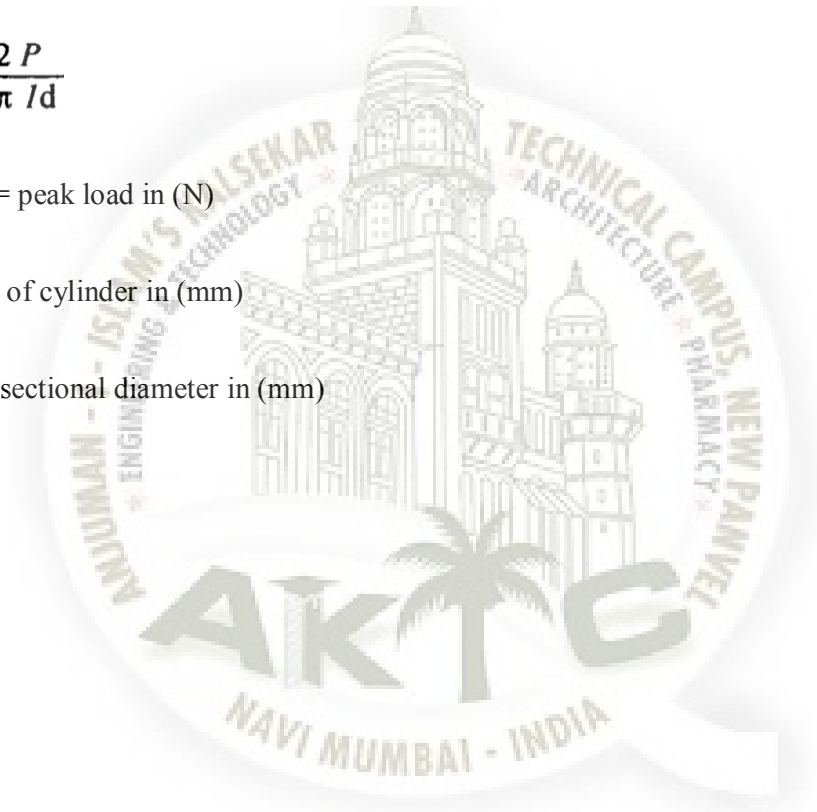 2 P
π ld
= peak load in (N)
of cylinder in (mm)
sectional diameter in (mm)
ANJUMAN - I - ISLAM'S KALSEKAR TECHNICAL CAMPUS, NEW PANVEL
ENGINEERING & TECHNOLOGY * ARCHITECTURE * PHARMACY *
AKTC
NAVI MUMBAI - INDIA